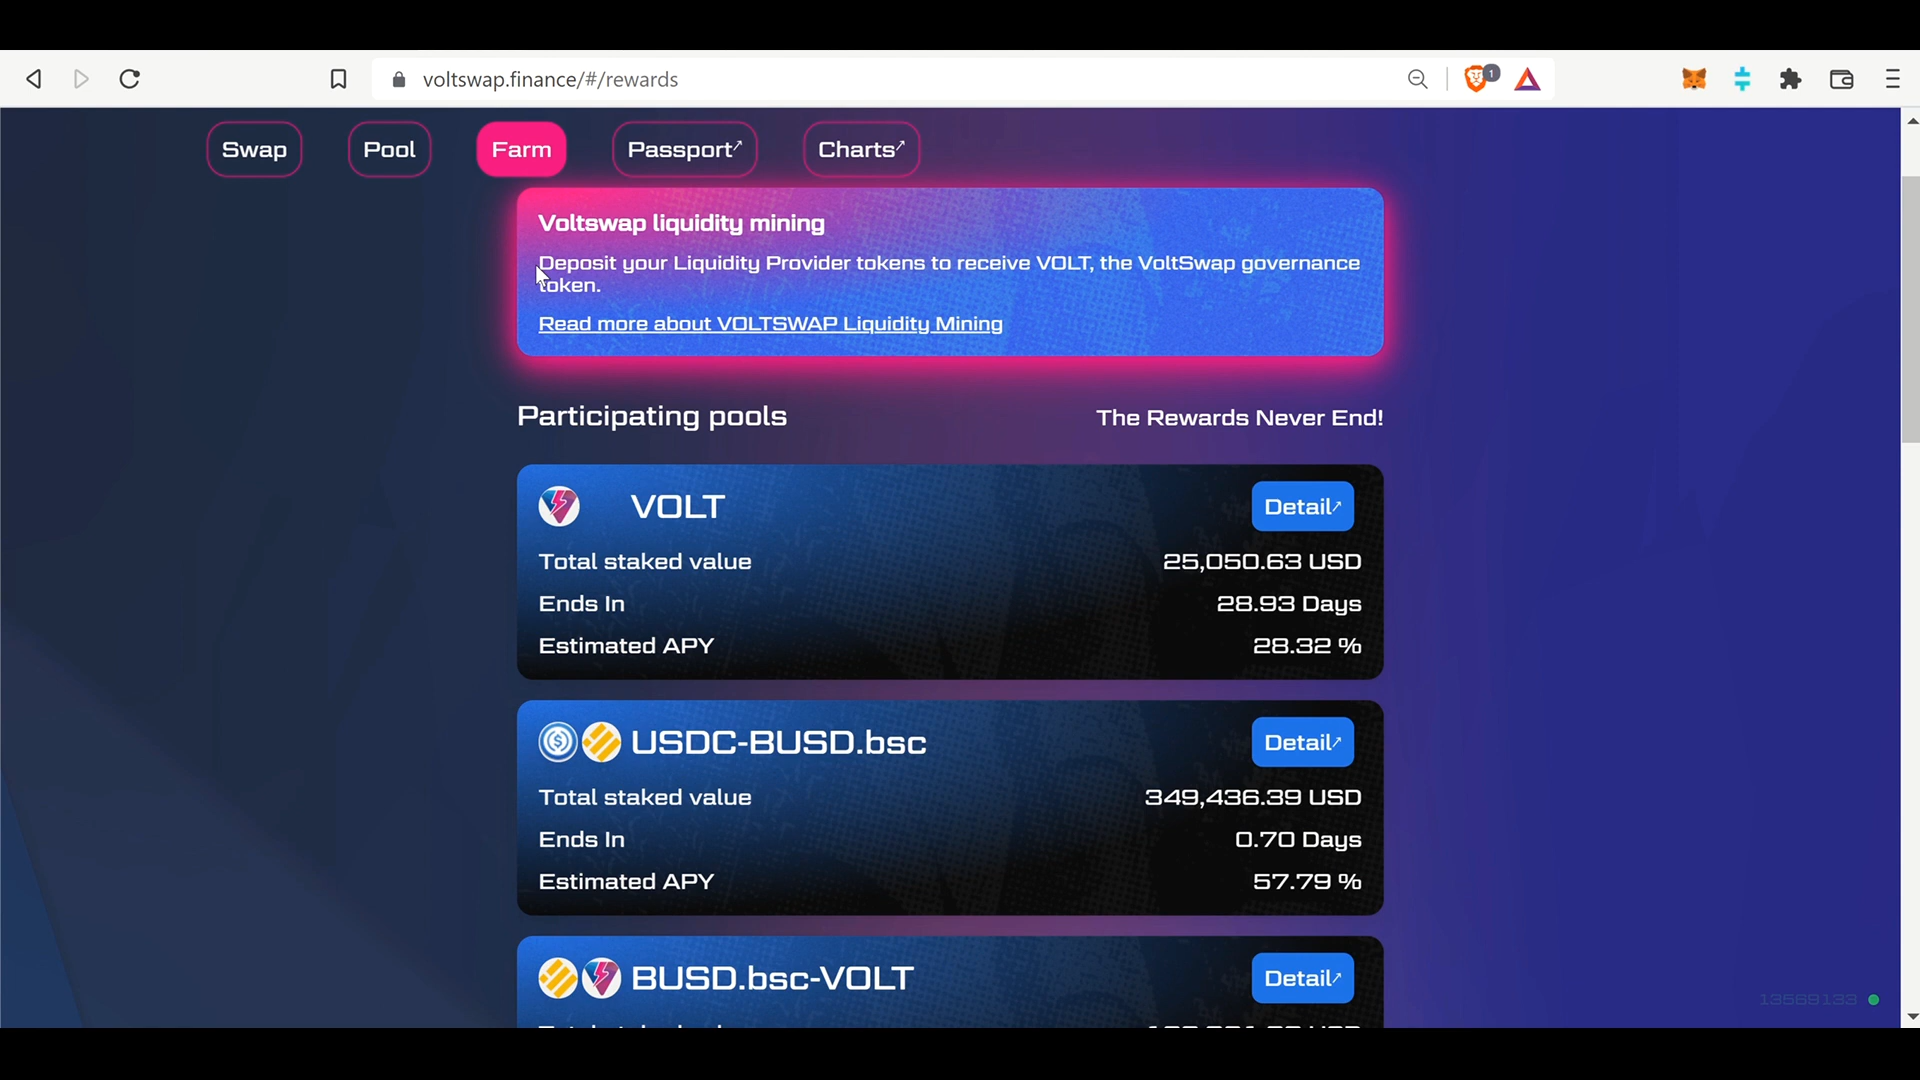 voltswap.finance/#/rewards
1
Swap
Pool
Farm
Passport↗
Charts↗
Voltswap liquidity mining
Deposit your Liquidity Provider tokens to receive VOLT, the VoltSwap governance
token.
Read more about VOLTSWAP Liquidity Mining
Participating pools
The Rewards Never End!
VOLT
Detail↗
Total staked value
25,050.63 USD
Ends In
28.93 Days
Estimated APY
28.32 %
USDC-BUSD.bsc
Detail↗
Total staked value
349,436.39 USD
Ends In
0.70 Days
Estimated APY
57.79 %
BUSD.bsc-VOLT
Detail↗
13569133